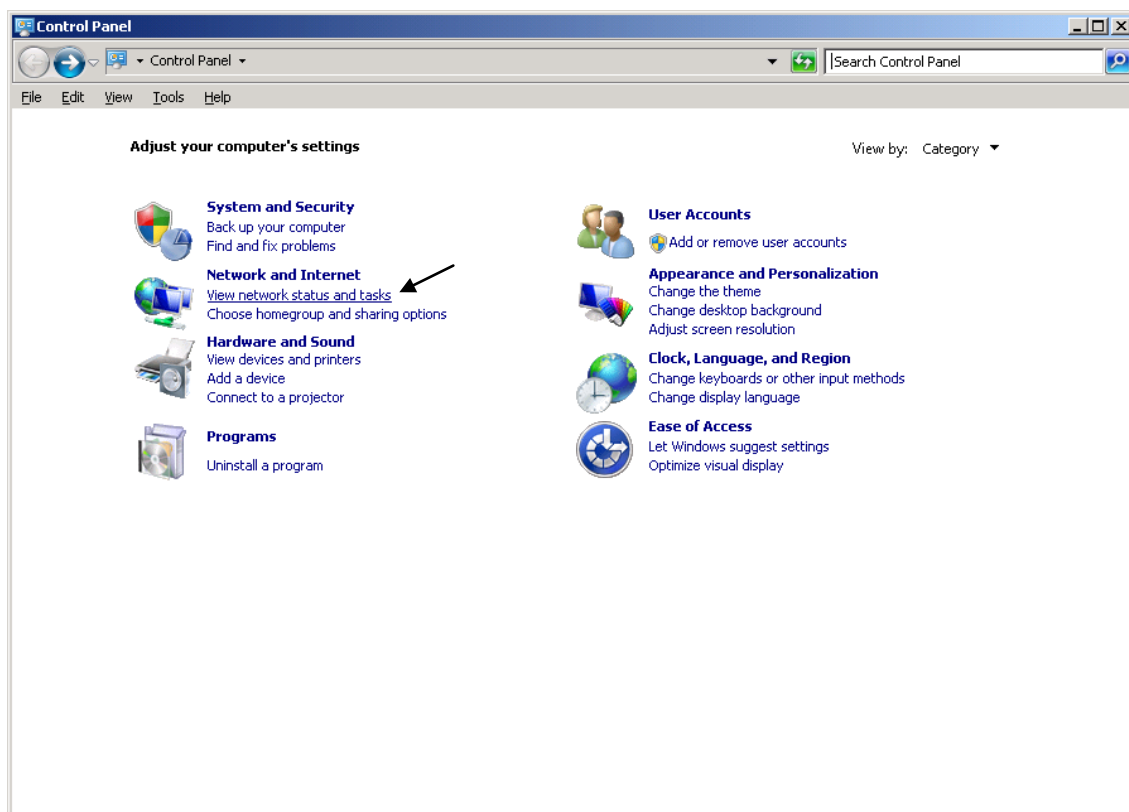 Control Panel
Control Panel
Search Control Panel
File Edit View Tools Help
Adjust your computer's settings
View by: Category
System and Security
Back up your computer
Find and fix problems
Network and Internet
View network status and tasks
Choose homegroup and sharing options
Hardware and Sound
View devices and printers
Add a device
Connect to a projector
Programs
Uninstall a program
User Accounts
Add or remove user accounts
Appearance and Personalization
Change the theme
Change desktop background
Adjust screen resolution
Clock, Language, and Region
Change keyboards or other input methods
Change display language
Ease of Access
Let Windows suggest settings
Optimize visual display